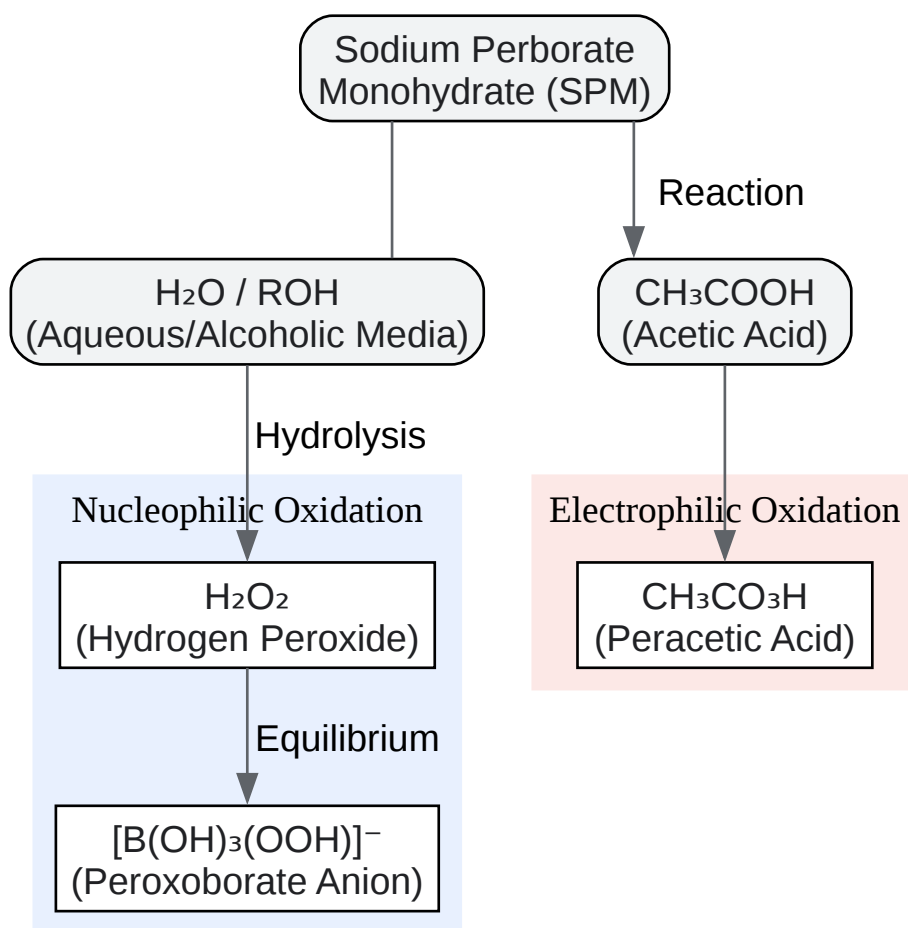 Sodium Perborate
Monohydrate (SPM)
Reaction
H₂O / ROH
(Aqueous/Alcoholic Media)
CH₃COOH
(Acetic Acid)
Hydrolysis
Nucleophilic Oxidation
Electrophilic Oxidation
H₂O₂
(Hydrogen Peroxide)
CH₃CO₃H
(Peracetic Acid)
Equilibrium
[B(OH)₃(OOH)]⁻
(Peroxoborate Anion)